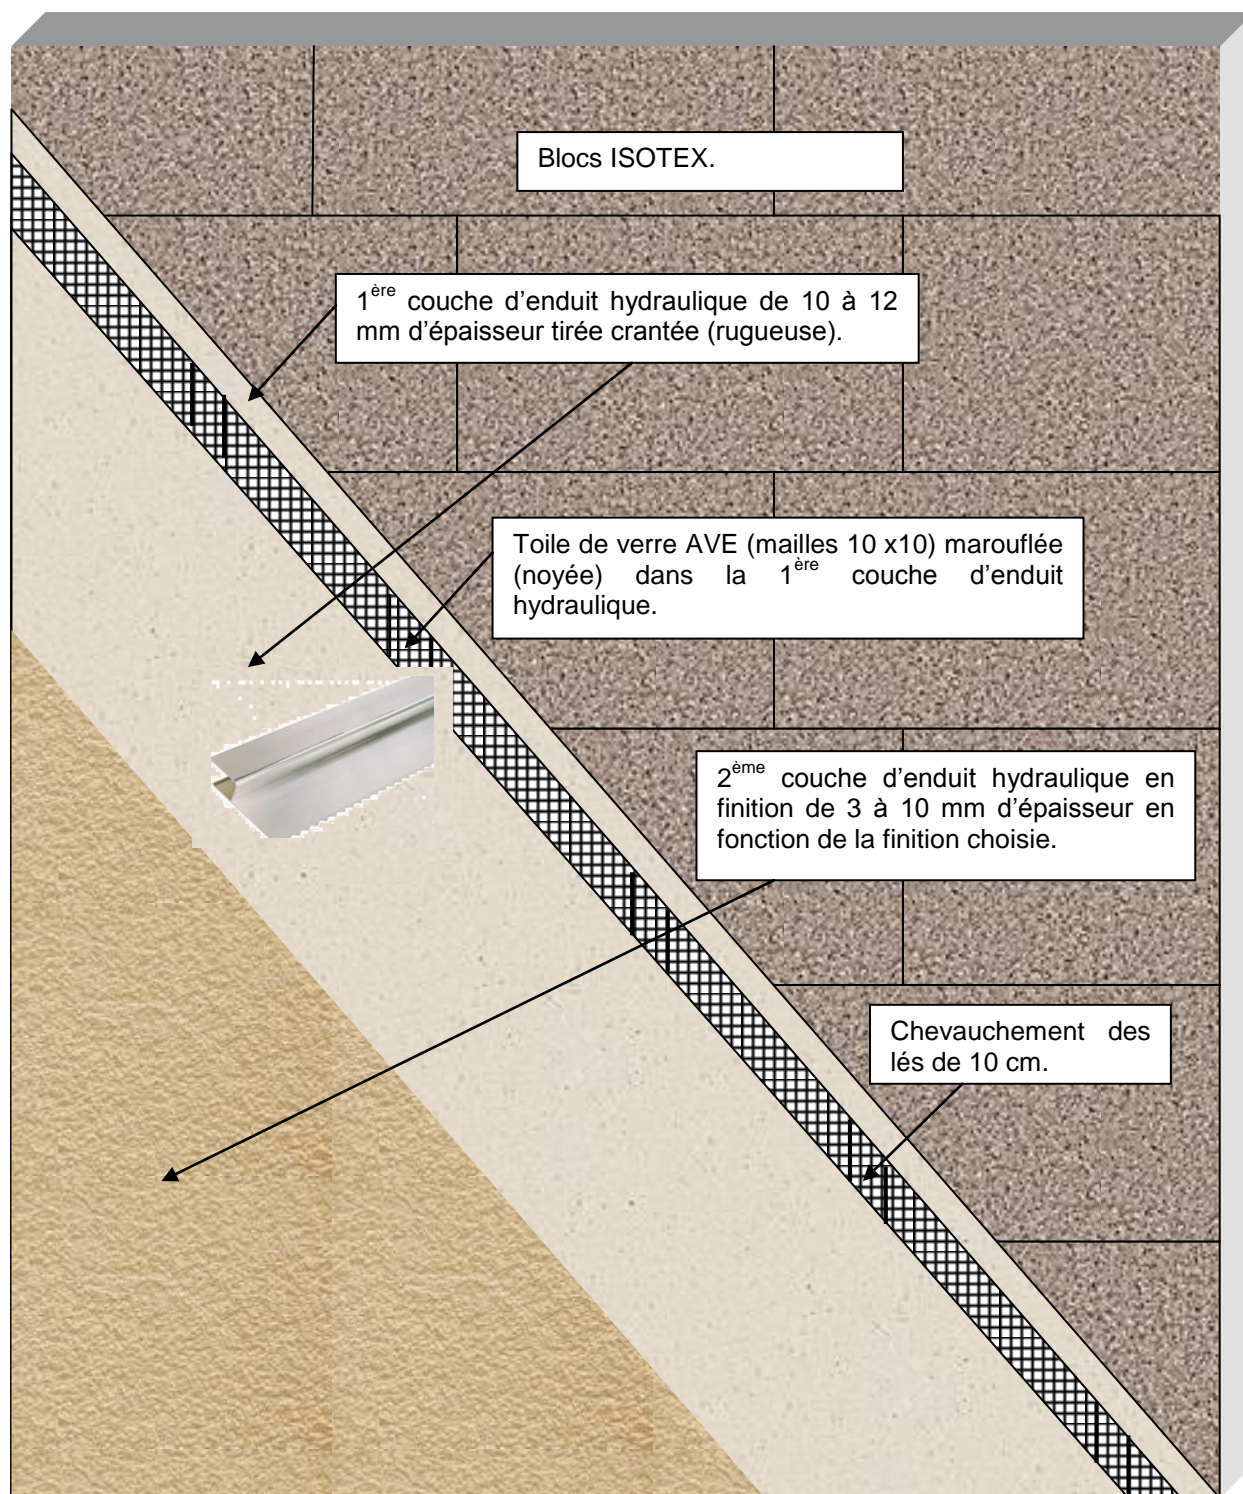 Blocs ISOTEX.
1ère couche d’enduit hydraulique de 10 à 12
mm d’épaisseur tirée crantée (rugueuse).
Toile de verre AVE (mailles 10 x10) marouflée
(noyée) dans la 1ère couche d’enduit
hydraulique.
2ème couche d’enduit hydraulique en
finition de 3 à 10 mm d’épaisseur en
fonction de la finition choisie.
Chevauchement des
lés de 10 cm.